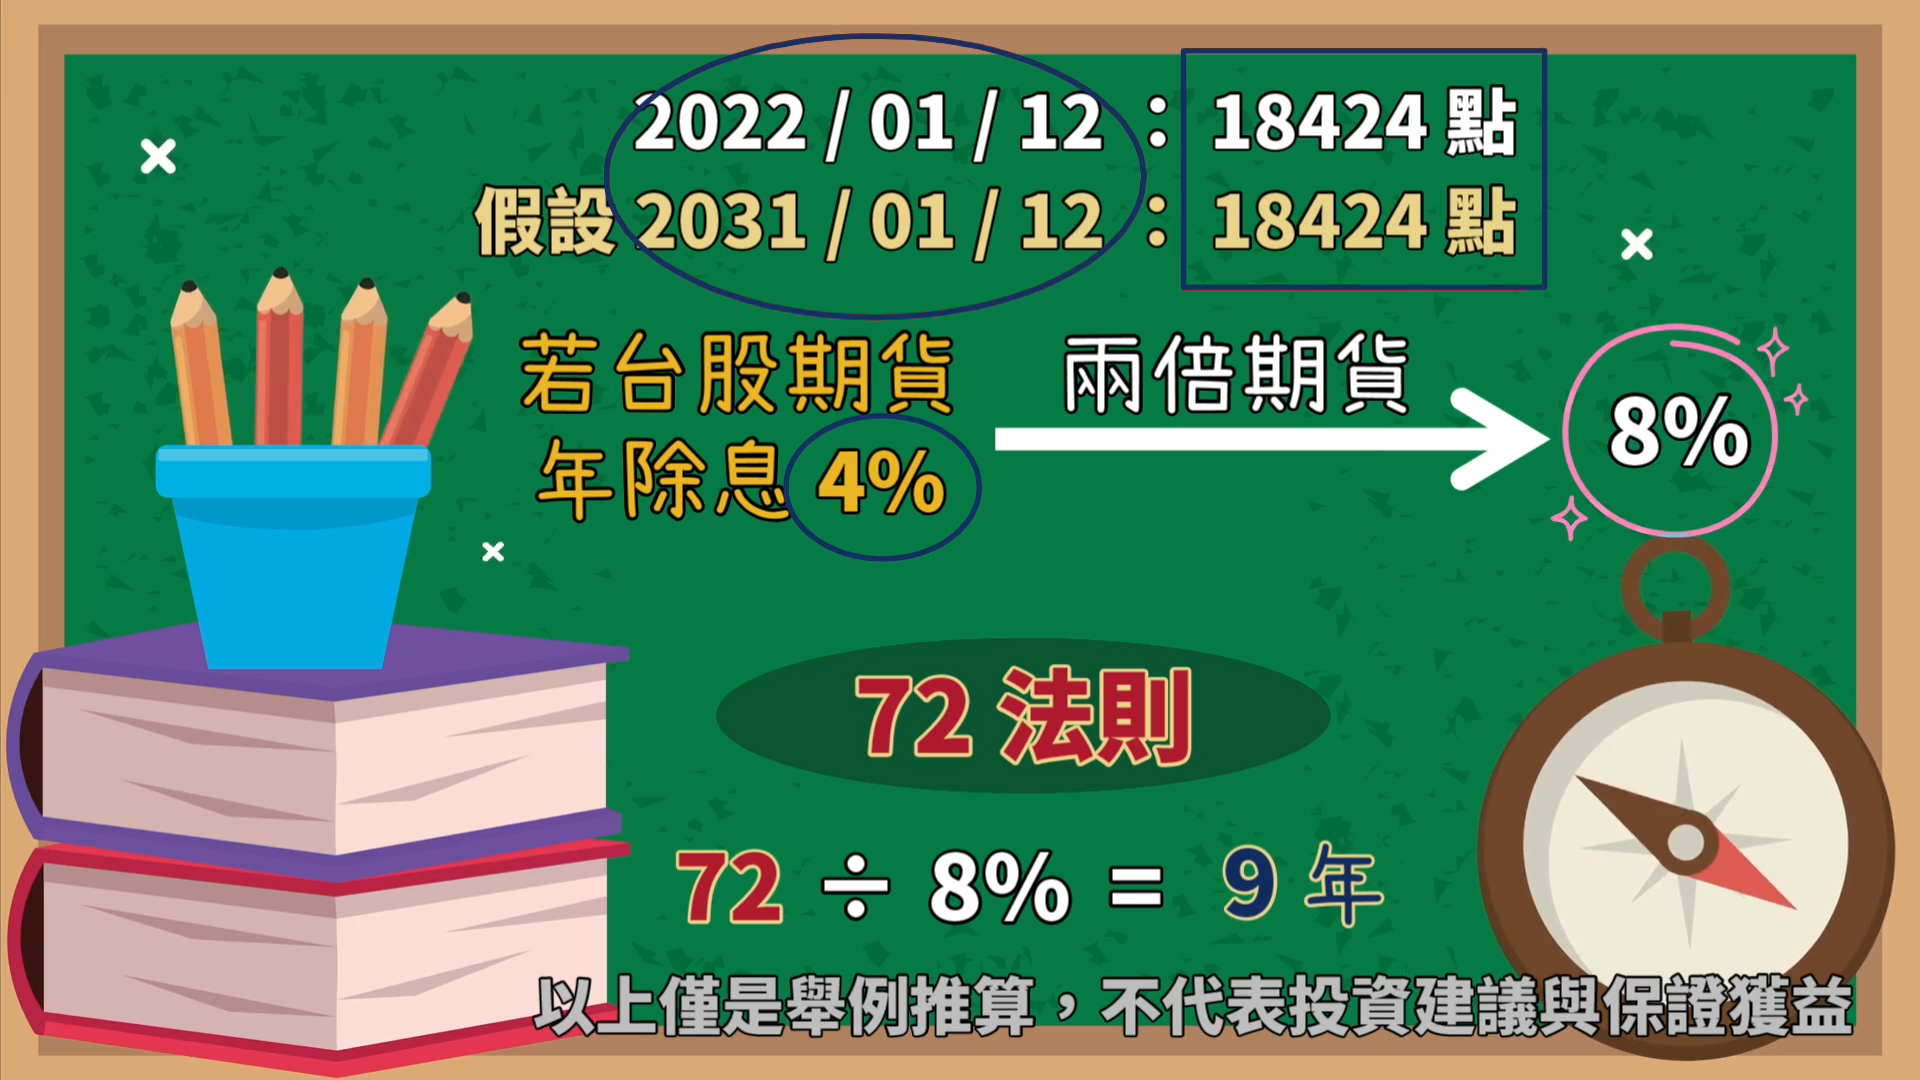 2022 / 01 / 12 : 18424 點
假設 2031 / 01 / 12 : 18424 點
若台股期貨
年除息 4%
兩倍期貨
8%
72 法則
72 ÷ 8% = 9 年
以上僅是舉例推算，不代表投資建議與保證獲益